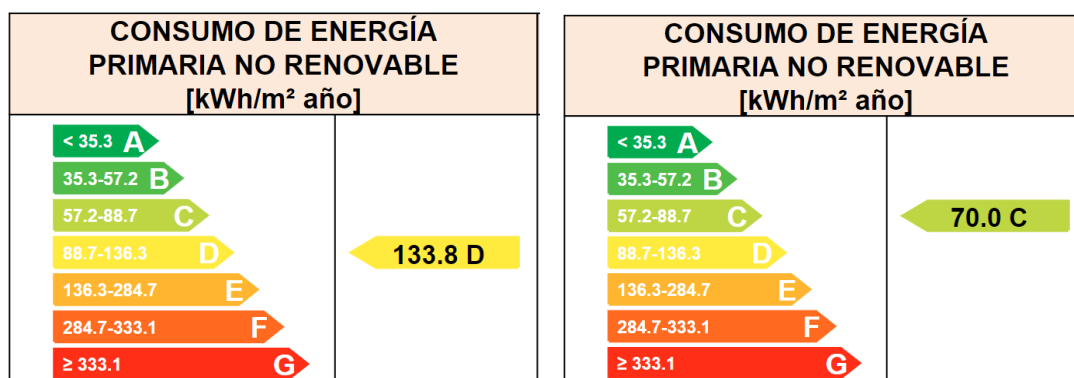 CONSUMO DE ENERGÍA
PRIMARIA NO RENOVABLE
[kWh/m² año]
< 35.3 A
35.3-57.2 B
57.2-88.7 C
88.7-136.3 D
133.8 D
136.3-284.7 E
284.7-333.1 F
≥ 333.1 G
CONSUMO DE ENERGÍA
PRIMARIA NO RENOVABLE
[kWh/m² año]
< 35.3 A
35.3-57.2 B
57.2-88.7 C
70.0 C
88.7-136.3 D
136.3-284.7 E
284.7-333.1 F
≥ 333.1 G